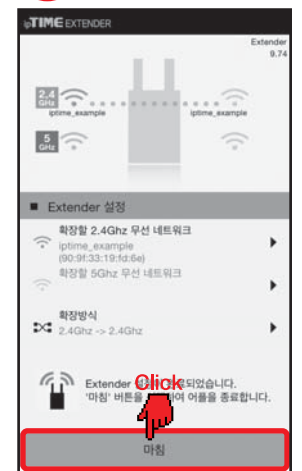 ipTIME EXTENDER
Extender
9.74
2.4
GHz
iptime_example
iptime_example
5
GHz
■ Extender 설정
확장할 2.4Ghz 무선 네트워크
iptime_example
(90:9f:33:19:fd:6e)
확장할 5Ghz 무선 네트워크
확장방식
2.4Ghz -> 2.4Ghz
Click
Extender 되었습니다.
'마침' 버튼을 하여 어플을 종료합니다.
마침